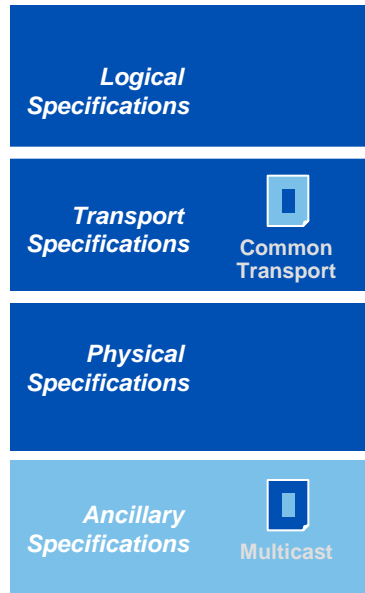 Logical
Specifications
Transport
Specifications
Common
Transport
Physical
Specifications
Ancillary
Specifications
Multicast